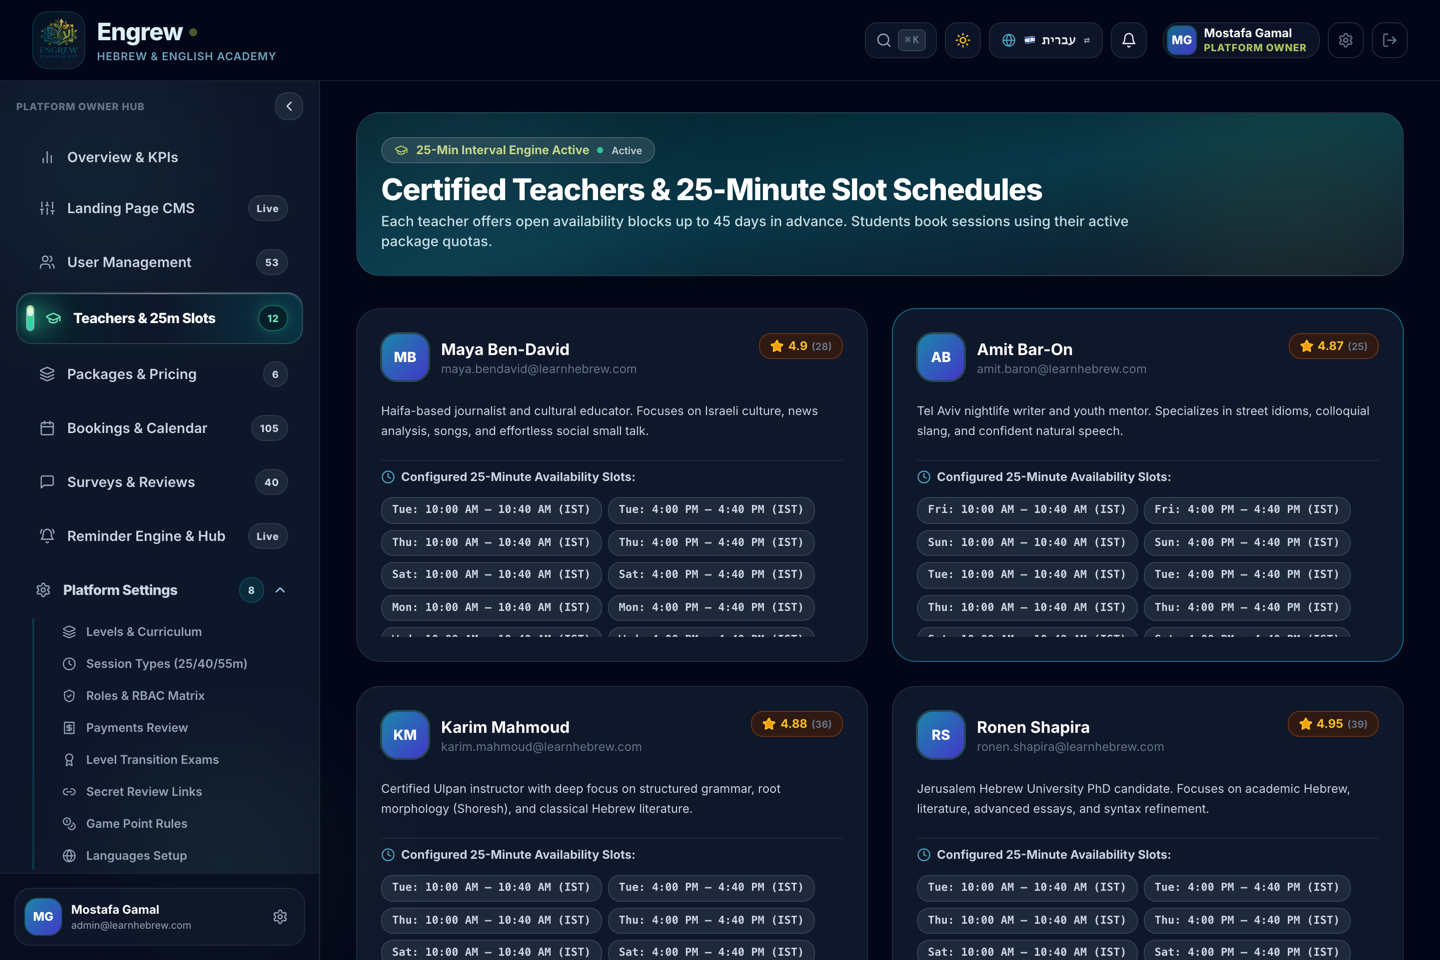 Engrew
HEBREW & ENGLISH ACADEMY
⌘K
עברית
MG
Mostafa Gamal
PLATFORM OWNER
PLATFORM OWNER HUB
Overview & KPIs
Landing Page CMS
Live
User Management
53
Teachers & 25m Slots
12
Packages & Pricing
6
Bookings & Calendar
105
Surveys & Reviews
40
Reminder Engine & Hub
Live
Platform Settings
8
Levels & Curriculum
Session Types (25/40/55m)
Roles & RBAC Matrix
Payments Review
Level Transition Exams
Secret Review Links
Game Point Rules
Languages Setup
MG
Mostafa Gamal
admin@learnhebrew.com
25-Min Interval Engine Active
Active
Certified Teachers & 25-Minute Slot Schedules
Each teacher offers open availability blocks up to 45 days in advance. Students book sessions using their active
package quotas.
MB
Maya Ben-David
maya.bendavid@learnhebrew.com
4.9 (28)
Haifa-based journalist and cultural educator. Focuses on Israeli culture, news
analysis, songs, and effortless social small talk.
Configured 25-Minute Availability Slots:
Tue: 10:00 AM – 10:40 AM (IST)
Tue: 4:00 PM – 4:40 PM (IST)
Thu: 10:00 AM – 10:40 AM (IST)
Thu: 4:00 PM – 4:40 PM (IST)
Sat: 10:00 AM – 10:40 AM (IST)
Sat: 4:00 PM – 4:40 PM (IST)
Mon: 10:00 AM – 10:40 AM (IST)
Mon: 4:00 PM – 4:40 PM (IST)
AB
Amit Bar-On
amit.baron@learnhebrew.com
4.87 (25)
Tel Aviv nightlife writer and youth mentor. Specializes in street idioms, colloquial
slang, and confident natural speech.
Configured 25-Minute Availability Slots:
Fri: 10:00 AM – 10:40 AM (IST)
Fri: 4:00 PM – 4:40 PM (IST)
Sun: 10:00 AM – 10:40 AM (IST)
Sun: 4:00 PM – 4:40 PM (IST)
Tue: 10:00 AM – 10:40 AM (IST)
Tue: 4:00 PM – 4:40 PM (IST)
Thu: 10:00 AM – 10:40 AM (IST)
Thu: 4:00 PM – 4:40 PM (IST)
KM
Karim Mahmoud
karim.mahmoud@learnhebrew.com
4.88 (36)
Certified Ulpan instructor with deep focus on structured grammar, root
morphology (Shoresh), and classical Hebrew literature.
Configured 25-Minute Availability Slots:
Tue: 10:00 AM – 10:40 AM (IST)
Tue: 4:00 PM – 4:40 PM (IST)
Thu: 10:00 AM – 10:40 AM (IST)
Thu: 4:00 PM – 4:40 PM (IST)
Sat: 10:00 AM – 10:40 AM (IST)
Sat: 4:00 PM – 4:40 PM (IST)
RS
Ronen Shapira
ronen.shapira@learnhebrew.com
4.95 (39)
Jerusalem Hebrew University PhD candidate. Focuses on academic Hebrew,
literature, advanced essays, and syntax refinement.
Configured 25-Minute Availability Slots:
Tue: 10:00 AM – 10:40 AM (IST)
Tue: 4:00 PM – 4:40 PM (IST)
Thu: 10:00 AM – 10:40 AM (IST)
Thu: 4:00 PM – 4:40 PM (IST)
Sat: 10:00 AM – 10:40 AM (IST)
Sat: 4:00 PM – 4:40 PM (IST)